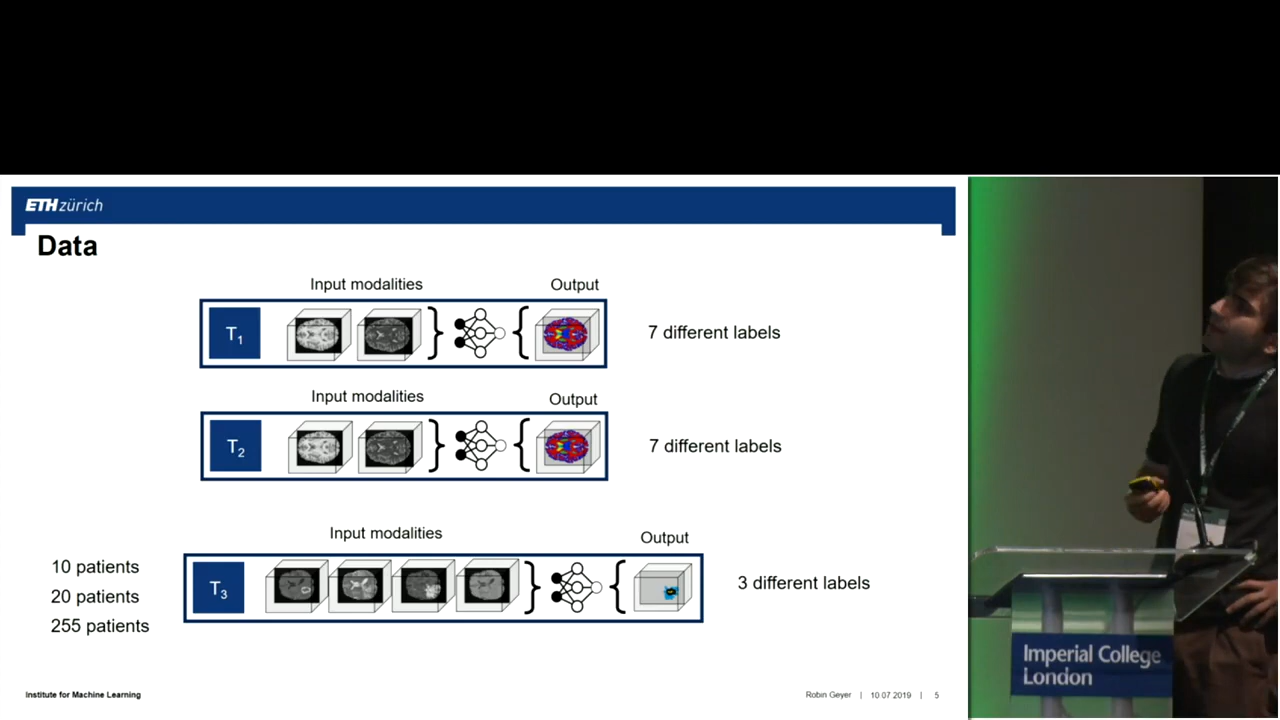 ETH zürich
Data
Input modalities
Output
T1
7 different labels
Input modalities
Output
T2
7 different labels
Input modalities
Output
10 patients
20 patients
255 patients
T3
3 different labels
Institute for Machine Learning
Robin Geyer | 10.07.2019 | 5
Imperial College
London